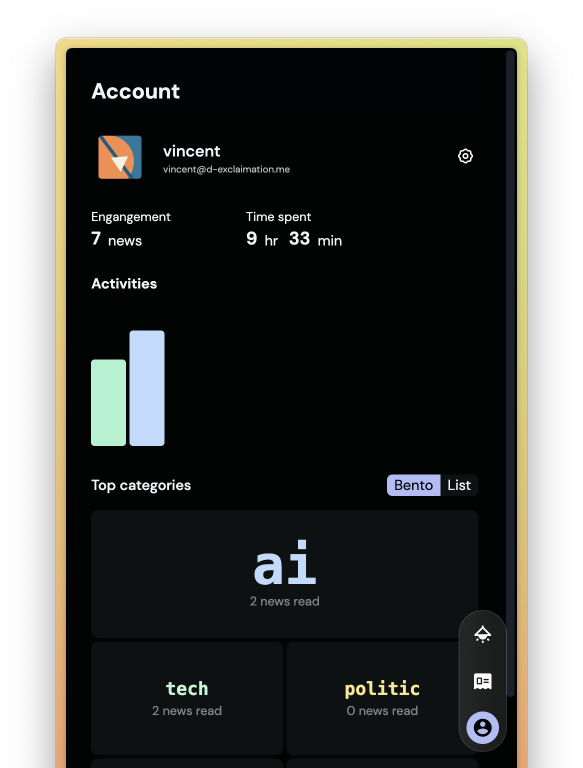 Account
vincent
vincent@d-exclaimation.me
Engangement
Time spent
7 news
9 hr 33 min
Activities
Top categories
Bento
List
ai
2 news read
tech
politic
2 news read
0 news read